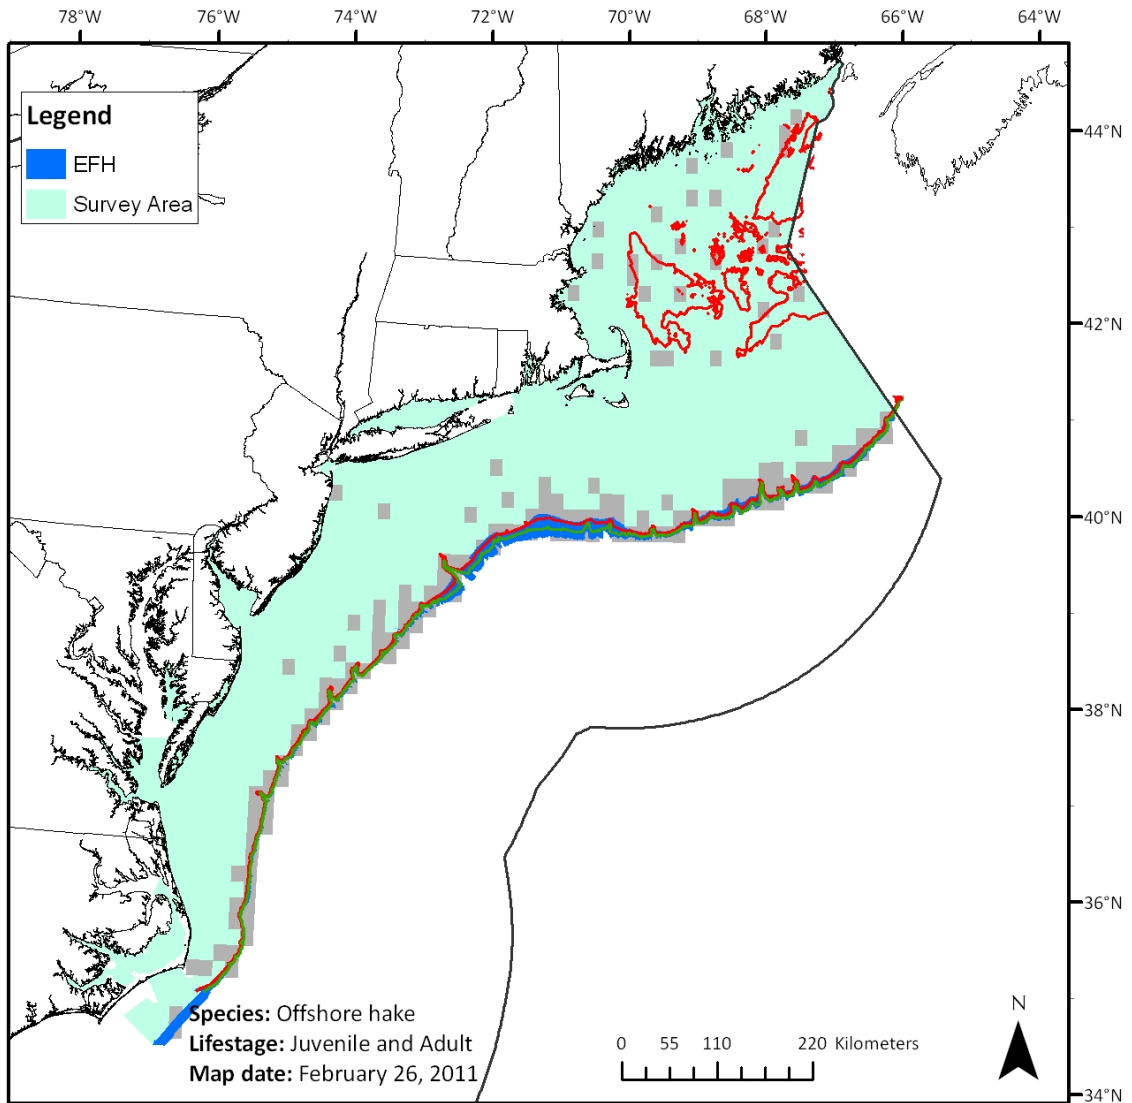 78°W 76°W 74°W 72°W 70°W 68°W 66°W 64°W
Legend
EFH
Survey Area
44°N
42°N
40°N
38°N
36°N
34°N
Species: Offshore hake
Lifestage: Juvenile and Adult
Map date: February 26, 2011
0 55 110 220 Kilometers
N